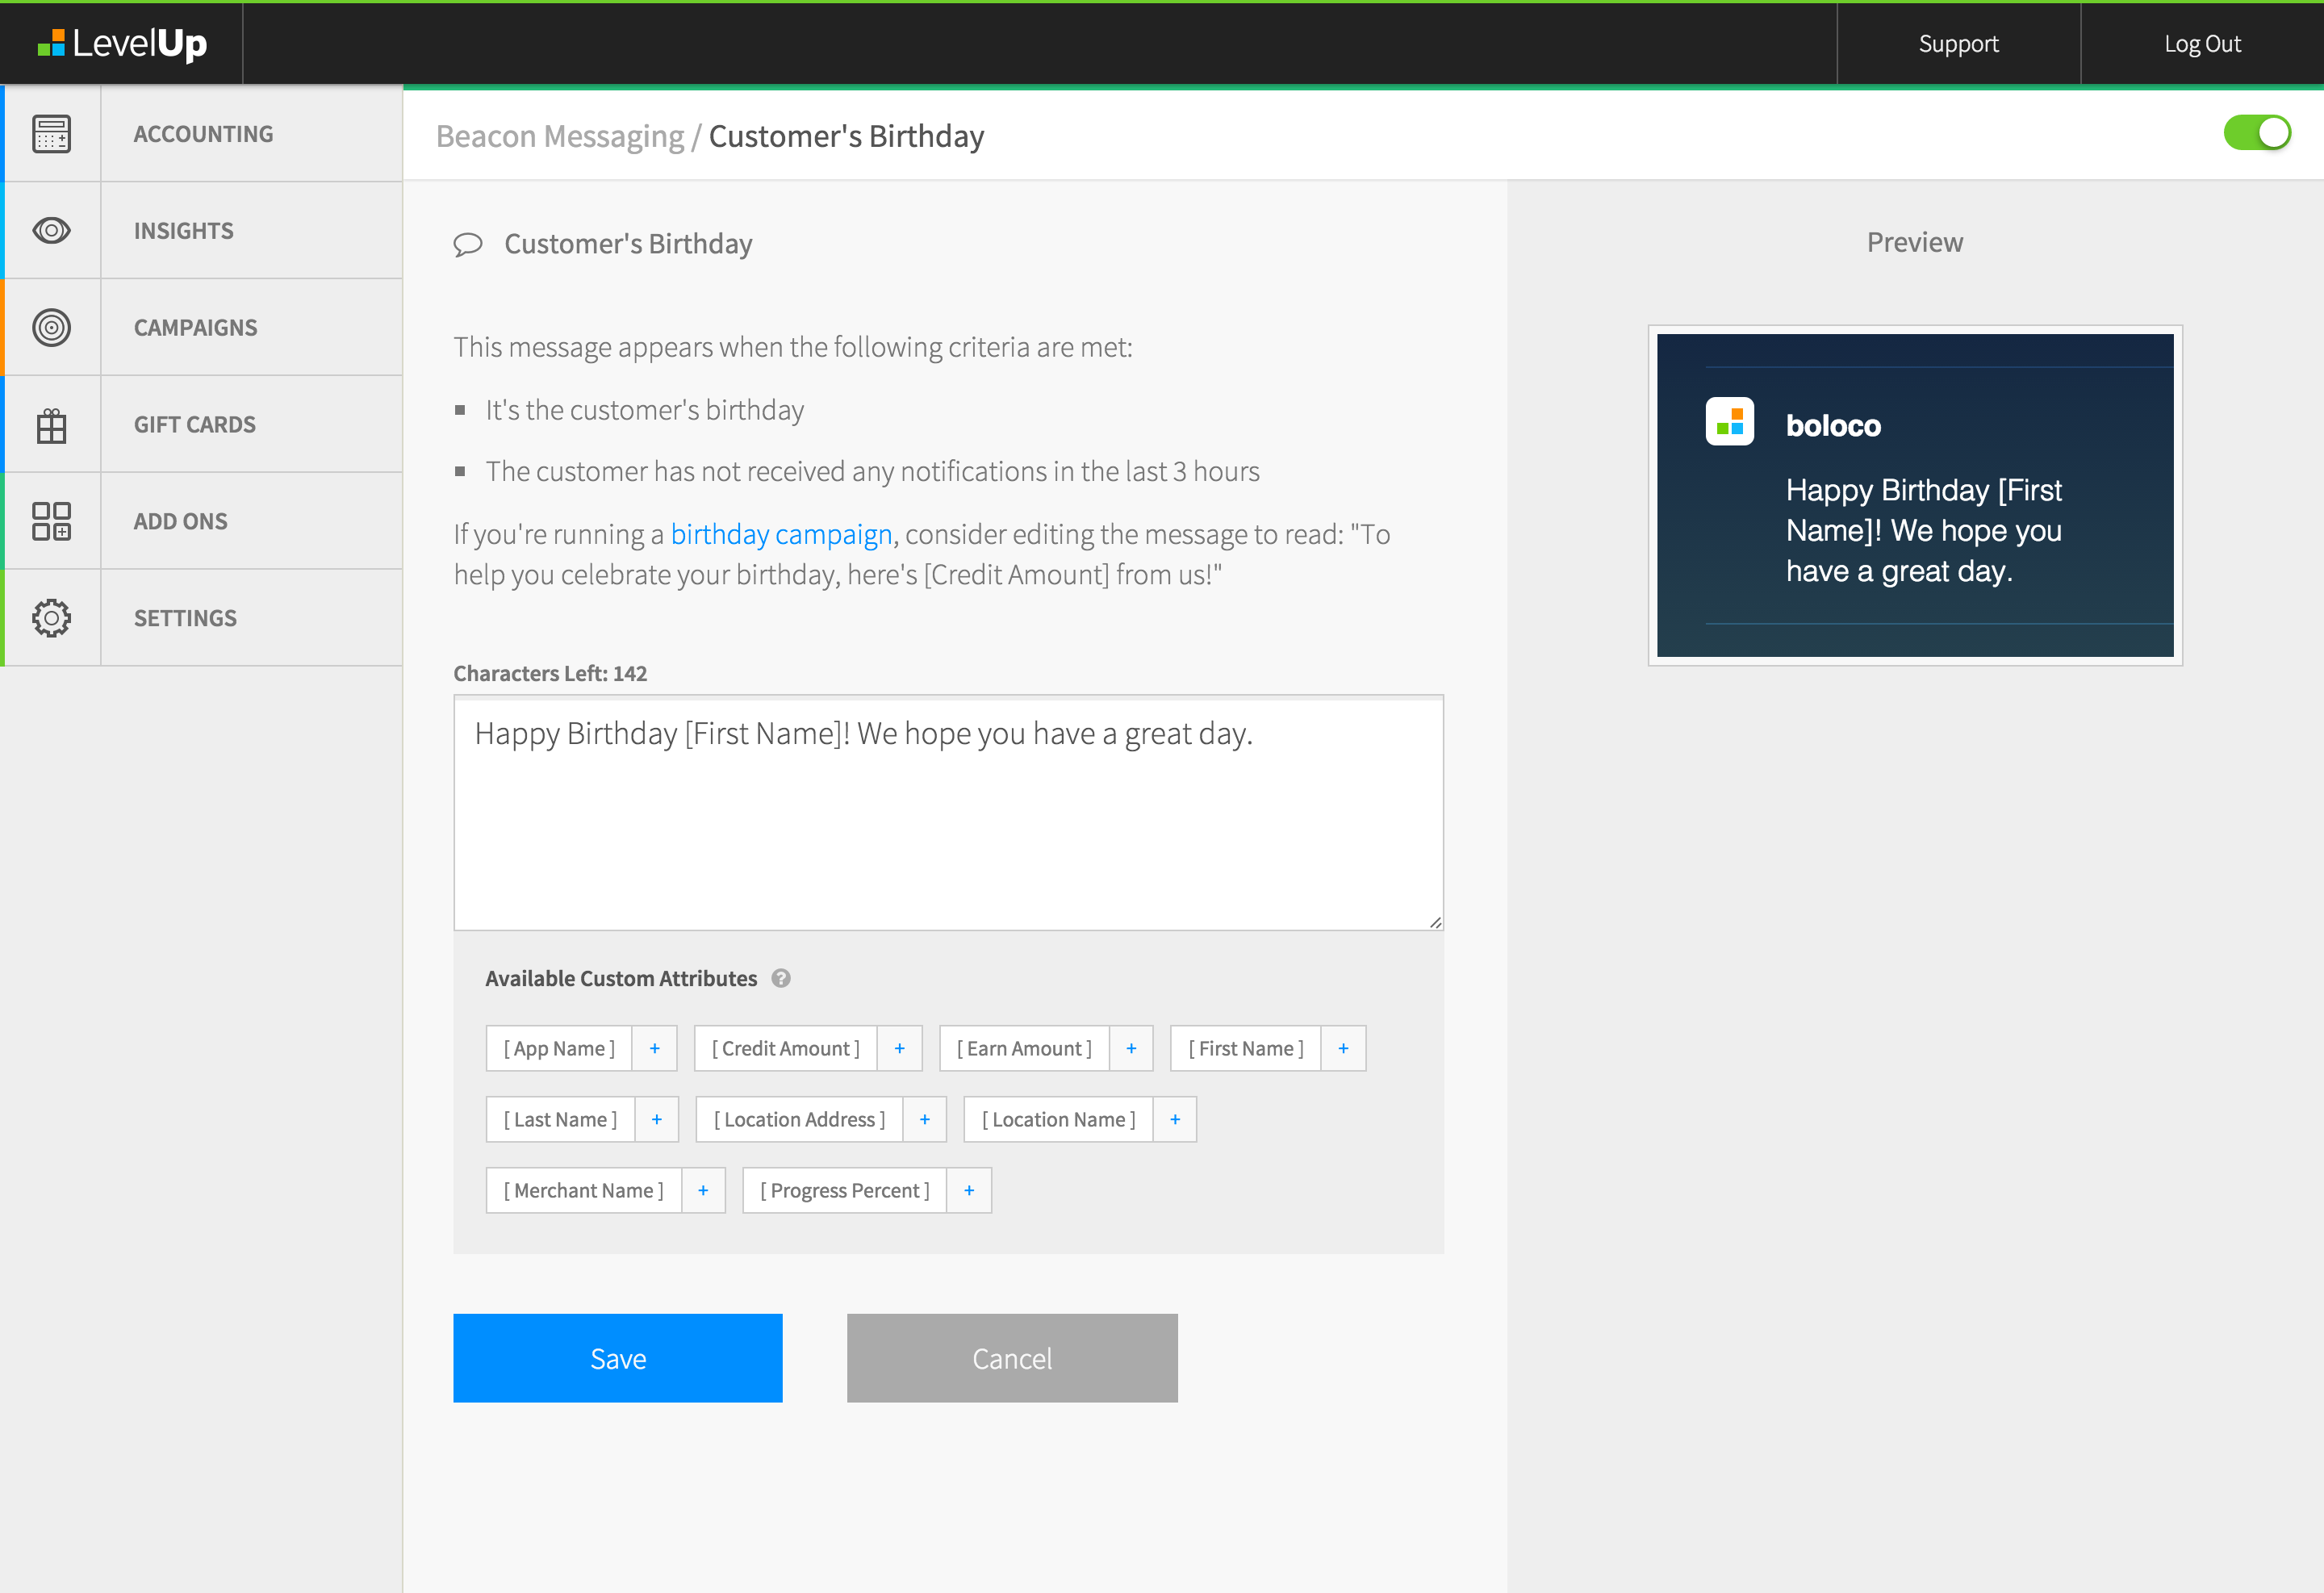 LevelUp
Support
Log Out
ACCOUNTING
INSIGHTS
CAMPAIGNS
GIFT CARDS
ADD ONS
SETTINGS
Beacon Messaging / Customer's Birthday
Customer's Birthday
This message appears when the following criteria are met:
It's the customer's birthday
The customer has not received any notifications in the last 3 hours
If you're running a birthday campaign, consider editing the message to read: "To
help you celebrate your birthday, here's [Credit Amount] from us!"
Characters Left: 142
Happy Birthday [First Name]! We hope you have a great day.
Available Custom Attributes ?
[ App Name ] + [ Credit Amount ] + [ Earn Amount ] + [ First Name ] +
[ Last Name ] + [ Location Address ] + [ Location Name ] +
[ Merchant Name ] + [ Progress Percent ] +
Save
Cancel
Preview
boloco
Happy Birthday [First
Name]! We hope you
have a great day.